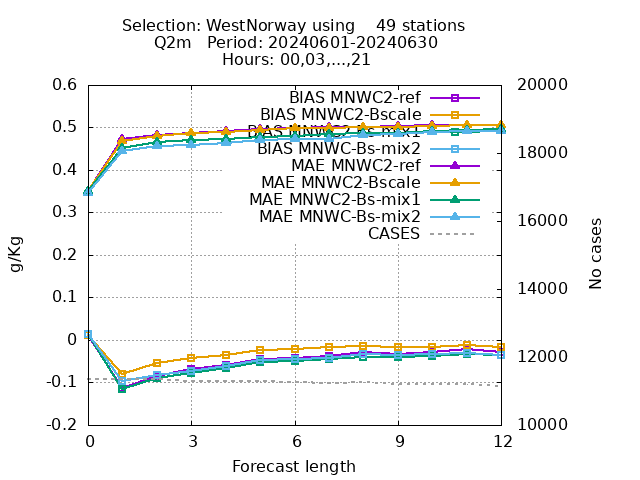 Selection: WestNorway using 49 stations
Q2m Period: 20240601-20240630
Hours: 00,03,...,21
BIAS MNWC2-ref
BIAS MNWC2-Bscale
BIAS MNWC2-Bs-mix1
BIAS MNWC-Bs-mix2
MAE MNWC2-ref
MAE MNWC2-Bscale
MAE MNWC2-Bs-mix1
MAE MNWC-Bs-mix2
CASES
0.6
0.5
0.4
0.3
0.2
0.1
0
-0.1
-0.2
g/Kg
20000
18000
16000
14000
12000
10000
No cases
0 3 6 9 12
Forecast length